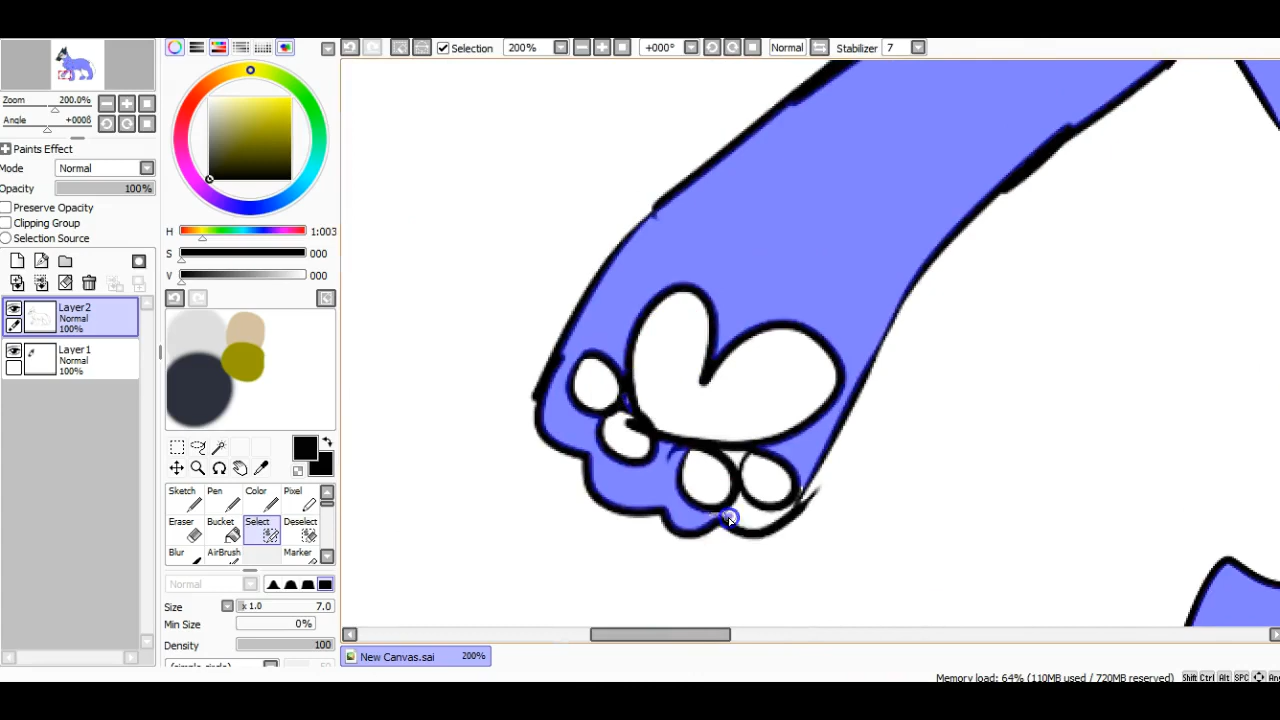 Selection 200% +000° Normal Stabilizer 7
Zoom 200.0%
Angle +000ß
Paints Effect
Mode Normal
Opacity 100%
Preserve Opacity
Clipping Group
Selection Source
H 1:003
S 000
V 000
Layer2
Normal
100%
Layer1
Normal
100%
Sketch Pen Color Pixel
Eraser Bucket Select Deselect
Blur AirBrush Marker
Normal
Size x 1.0 7.0
Min Size 0%
Density 100
(simple circle)
New Canvas.sai 200%
Memory load: 64% (110MB used / 720MB reserved) Shift Ctrl Alt SPC